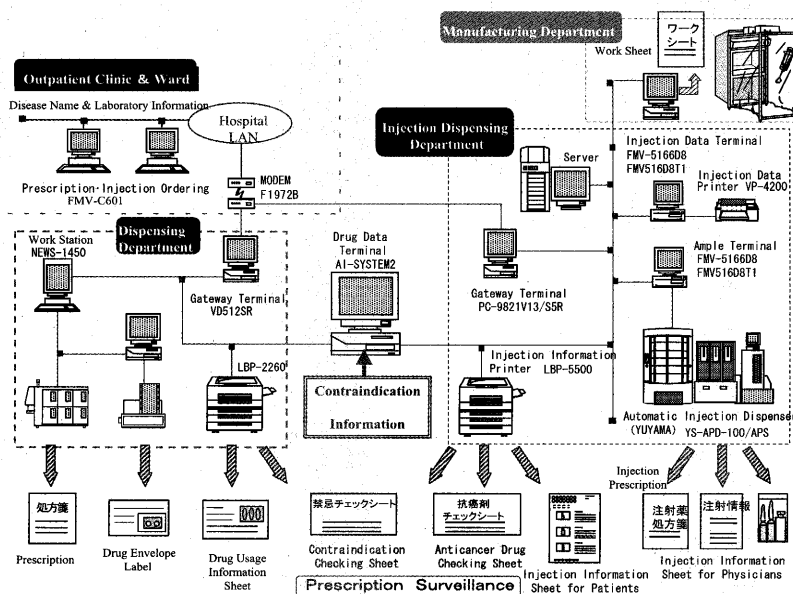 Manufacturing Department
ワーク
シート
Work Sheet
Outpatient Clinic & Ward
Disease Name & Laboratory Information
Hospital
LAN
Prescription·Injection Ordering
FMV-C601
MODEM
F1972B
Injection Dispensing
Department
Server
Injection Data Terminal
FMV-5166D8
FMV516D8T1
Injection Data
Printer VP-4200
Dispensing
Department
Work Station
NEWS-1450
Gateway Terminal
VD512SR
Drug Data
Terminal
AI-SYSTEM2
Gateway Terminal
PC-9821V13/S5R
Ample Terminal
FMV-5166D8
FMV516D8T1
LBP-2260
Contraindication
Information
Injection Information
Printer LBP-5500
Automatic Injection Dispenser
(YUYAMA) YS-APD-100/APS
Injection
Prescription
処方箋
Prescription
Drug Envelope
Label
Drug Usage
Information
Sheet
禁忌チェックシート
Contraindication
Checking Sheet
抗癌剤
チェックシート
Anticancer Drug
Checking Sheet
Injection Information
Sheet for Patients
注射薬
処方箋
注射情報
Injection Information
Sheet for Physicians
Prescription Surveillance